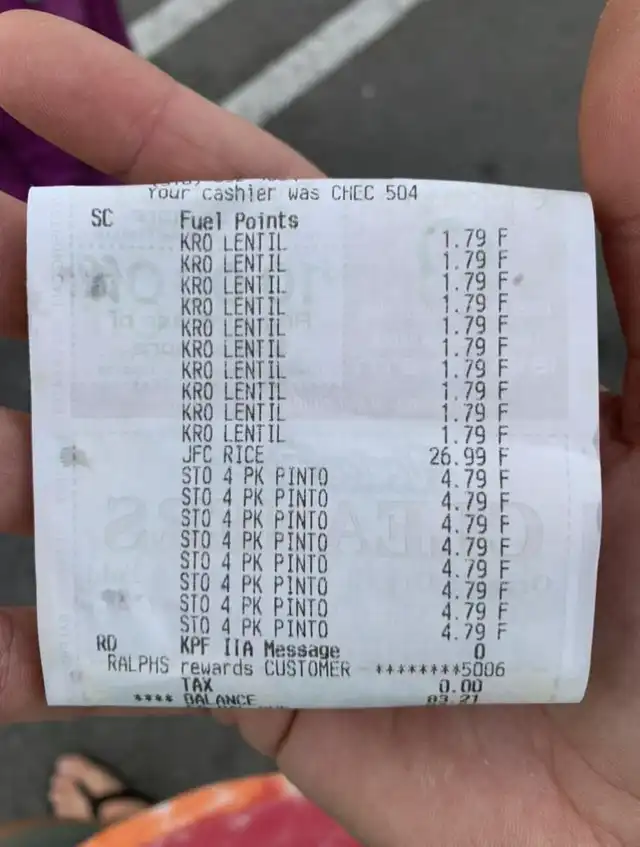 Your cashier was CHEC 504
SC Fuel Points
KRO LENTIL 1.79 F
KRO LENTIL 1.79 F
KRO LENTIL 1.79 F
KRO LENTIL 1.79 F
KRO LENTIL 1.79 F
KRO LENTIL 1.79 F
KRO LENTIL 1.79 F
KRO LENTIL 1.79 F
KRO LENTIL 1.79 F
KRO LENTIL 1.79 F
JFC RICE 26.99 F
STO 4 PK PINTO 4.79 F
STO 4 PK PINTO 4.79 F
STO 4 PK PINTO 4.79 F
STO 4 PK PINTO 4.79 F
STO 4 PK PINTO 4.79 F
STO 4 PK PINTO 4.79 F
STO 4 PK PINTO 4.79 F
STO 4 PK PINTO 4.79 F
RD KPF IIA Message 0
RALPHS rewards CUSTOMER ********5006
TAX 0.00
**** BALANCE 83.21